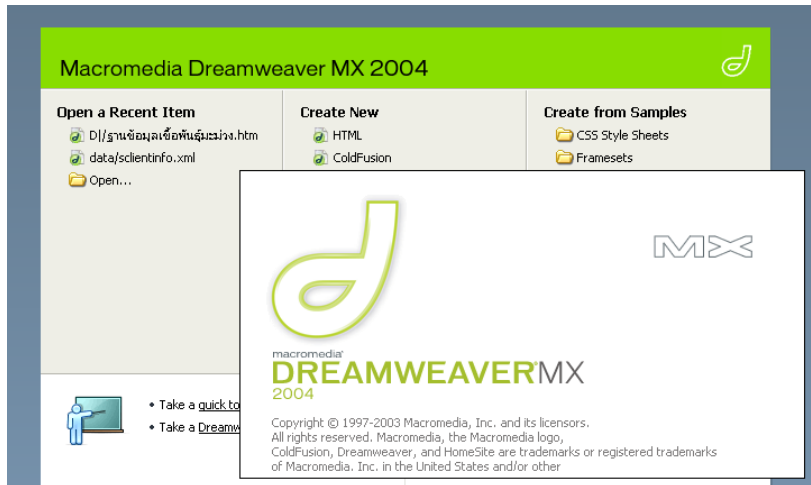 Macromedia Dreamweaver MX 2004
Open a Recent Item
D|/ฐานข้อมูลเชื้อพันธุ์มะม่วง.htm
data/sclientinfo.xml
Open...
Create New
HTML
ColdFusion
Create from Samples
CSS Style Sheets
Framesets
MX
macromedia®
DREAMWEAVER®MX
2004
Copyright © 1997-2003 Macromedia, Inc. and its licensors.
All rights reserved. Macromedia, the Macromedia logo,
ColdFusion, Dreamweaver, and HomeSite are trademarks or registered trademarks
of Macromedia. Inc. in the United States and/or other
• Take a quick to
• Take a Dreamw